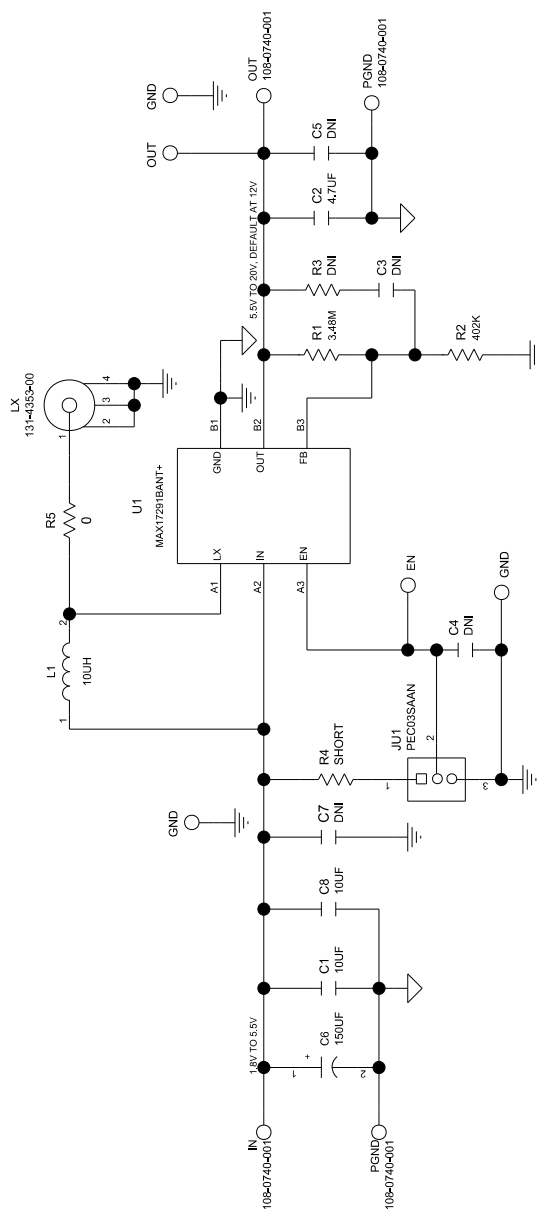 LX
131-4353-00
1
2
3
4
R5
0
L1
10UH
1
2
U1
MAX17291BANT+
A1
LX
A2
IN
A3
EN
GND
B1
OUT
B2
FB
B3
IN
108-0740-001
1.8V TO 5.5V
PGND
108-0740-001
1
+
C6
150UF
2
C1
10UF
C8
10UF
GND
C7
DNI
R4
SHORT
1
JU1
PEC03SAAN
2
3
EN
C4
DNI
GND
5.5V TO 20V, DEFAULT AT 12V
R1
3.48M
R3
DNI
C3
DNI
R2
402K
C2
4.7UF
C5
DNI
OUT
GND
OUT
108-0740-001
PGND
108-0740-001